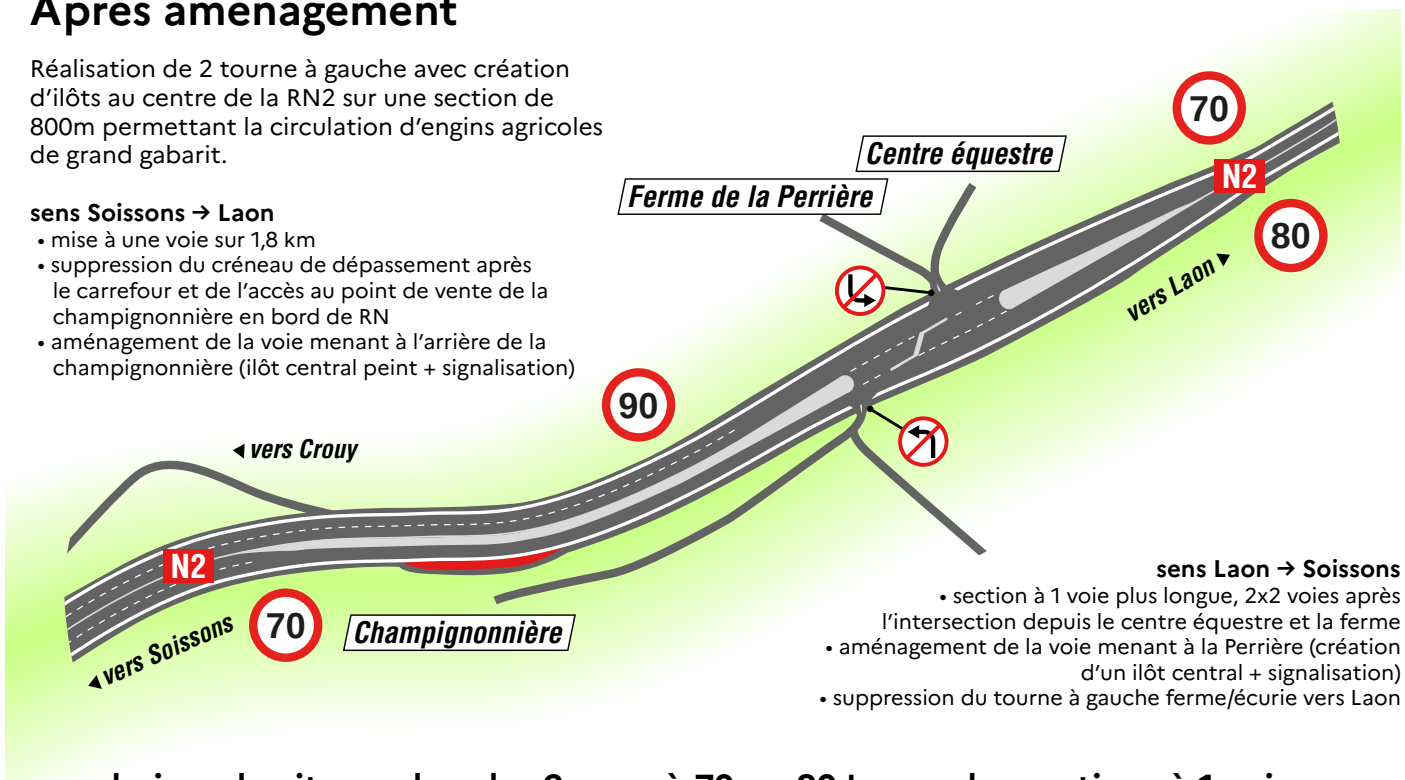 Après aménagement
Réalisation de 2 tourne à gauche avec création
d'ilôts au centre de la RN2 sur une section de
800m permettant la circulation d'engins agricoles
de grand gabarit.
sens Soissons → Laon
• mise à une voie sur 1,8 km
• suppression du créneau de dépassement après
le carrefour et de l'accès au point de vente de la
champignonnière en bord de RN
• aménagement de la voie menant à l'arrière de la
champignonnière (ilôt central peint + signalisation)
70
Centre équestre
N2
Ferme de la Perrière
80
vers Laon ►
90
◄ vers Crouy
N2
70
Champignonnière
◄ vers Soissons
sens Laon → Soissons
• section à 1 voie plus longue, 2x2 voies après
l'intersection depuis le centre équestre et la ferme
• aménagement de la voie menant à la Perrière (création
d'un ilôt central + signalisation)
• suppression du tourne à gauche ferme/écurie vers Laon